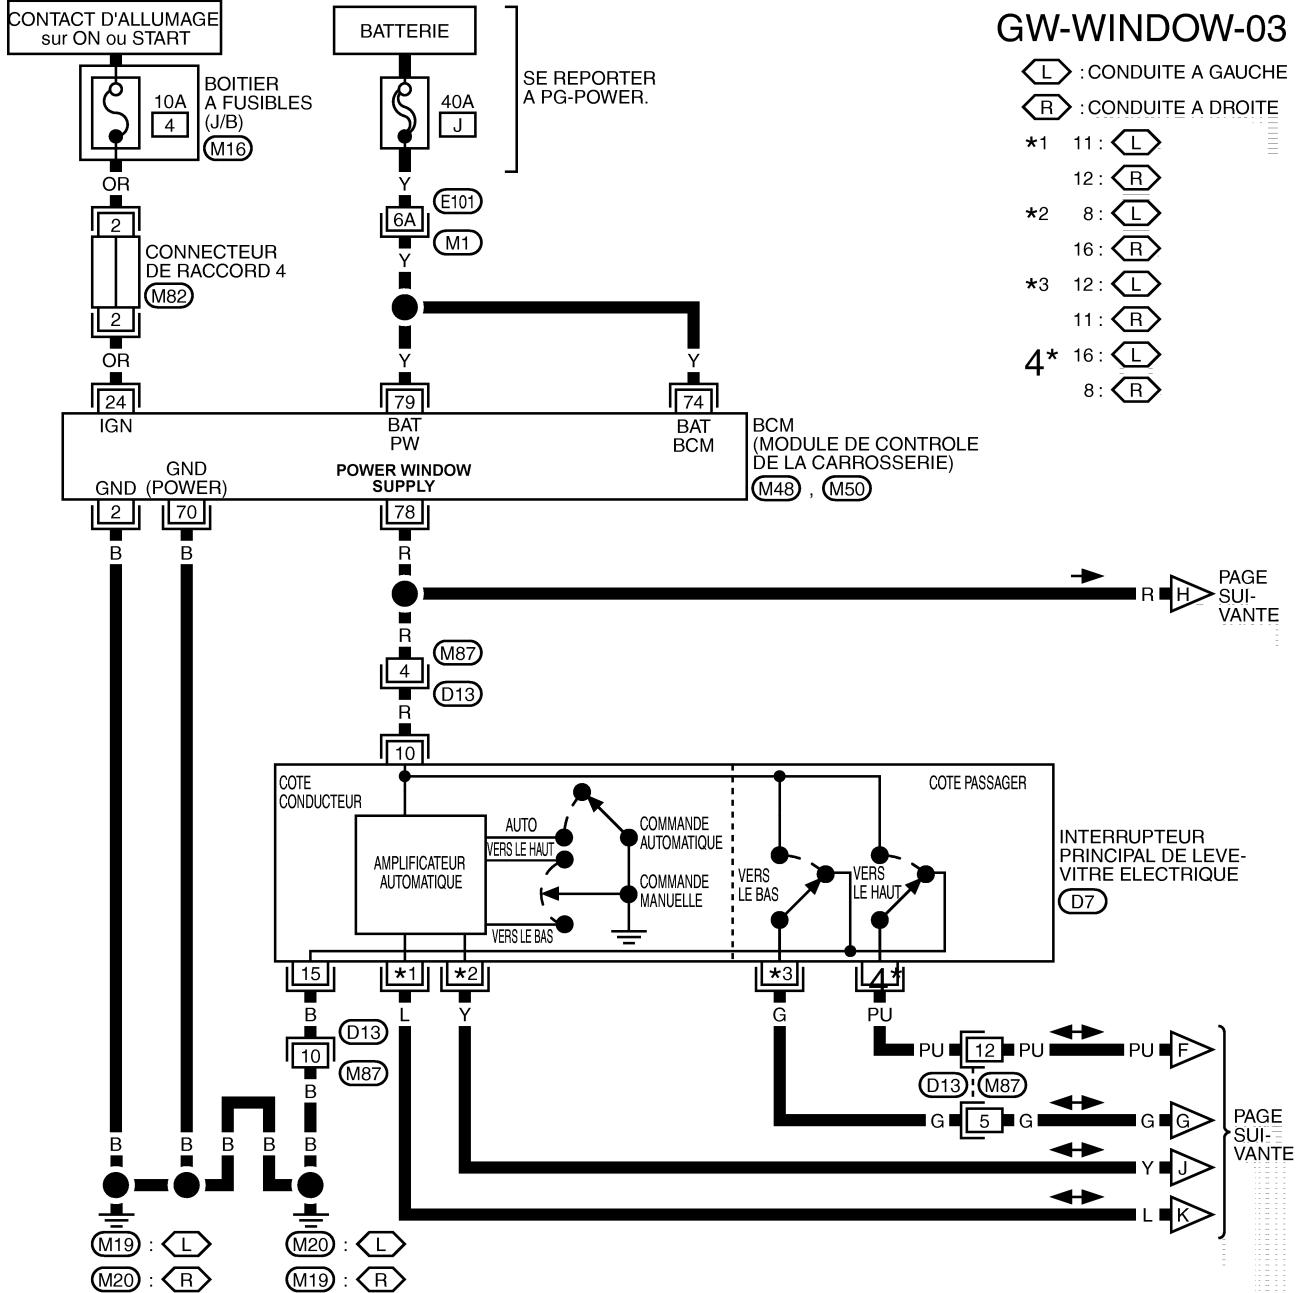 CONTACT D'ALLUMAGE
sur ON ou START
BATTERIE
GW-WINDOW-03
L : CONDUITE A GAUCHE
R : CONDUITE A DROITE
*1 11 : L
12 : R
*2 8 : L
16 : R
*3 12 : L
11 : R
4* 16 : L
8 : R
10A
4
BOITIER
A FUSIBLES
(J/B)
M16
40A
J
SE REPORTER
A PG-POWER.
OR
Y
2
6A
E101
M1
Y
CONNECTEUR
DE RACCORD 4
M82
2
OR
Y
Y
24
79
74
IGN
BAT
PW
BAT
BCM
BCM
(MODULE DE CONTROLE
DE LA CARROSSERIE)
M48 , M50
GND
GND
(POWER)
POWER WINDOW
SUPPLY
2
70
78
B
B
R
R
H
PAGE
SUI-
VANTE
R
4
M87
D13
R
10
COTE
CONDUCTEUR
COTE PASSAGER
AMPLIFICATEUR
AUTOMATIQUE
AUTO
VERS LE HAUT
VERS LE BAS
COMMANDE
AUTOMATIQUE
COMMANDE
MANUELLE
VERS
LE BAS
VERS
LE HAUT
INTERRUPTEUR
PRINCIPAL DE LEVE-
VITRE ELECTRIQUE
D7
15
*1
*2
*3
4*
B
L
Y
G
PU
D13
10
M87
B
PU 12 PU PU F
D13 M87
G 5 G G G
PAGE
SUI-
VANTE
B
B
B
B
B
Y J
L K
M19 : L
M20 : R
M20 : L
M19 : R